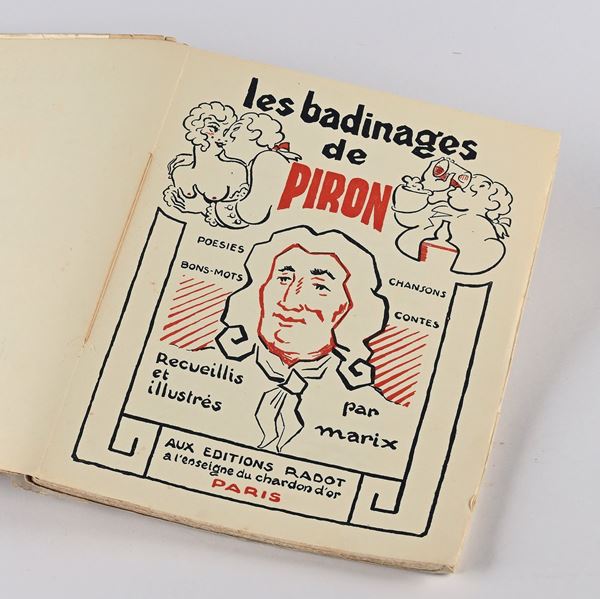 les badinages
de
PIRON
POESIES
BONS-MOTS
CHANSONS
CONTES
Recueillis
et
illustrés
par
marix
AUX EDITIONS RADOT
a l'enseigne du chardon d'or
PARIS